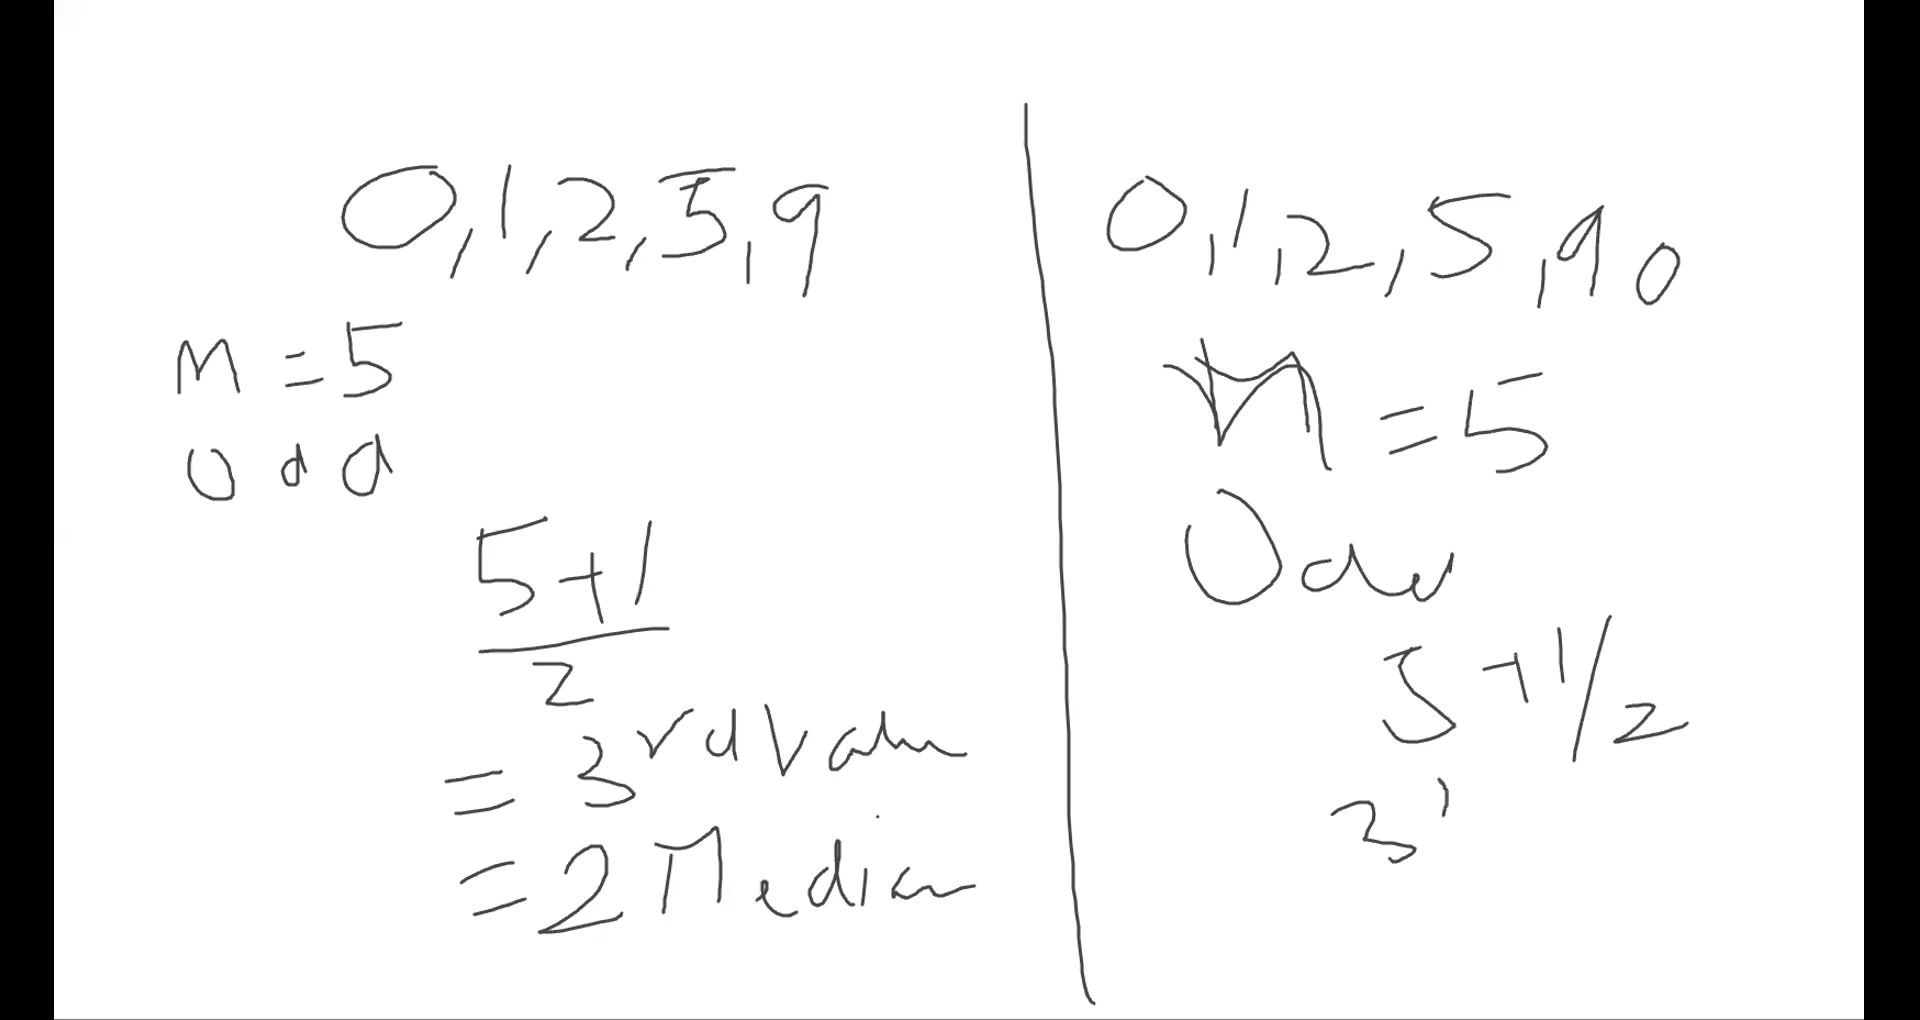 0,1,2,5,9
n=5
Odd
5+1
2
= 3rd Value
= 2 Median
0,1,2,5,90
n=5
Odd
5+1/2
3'